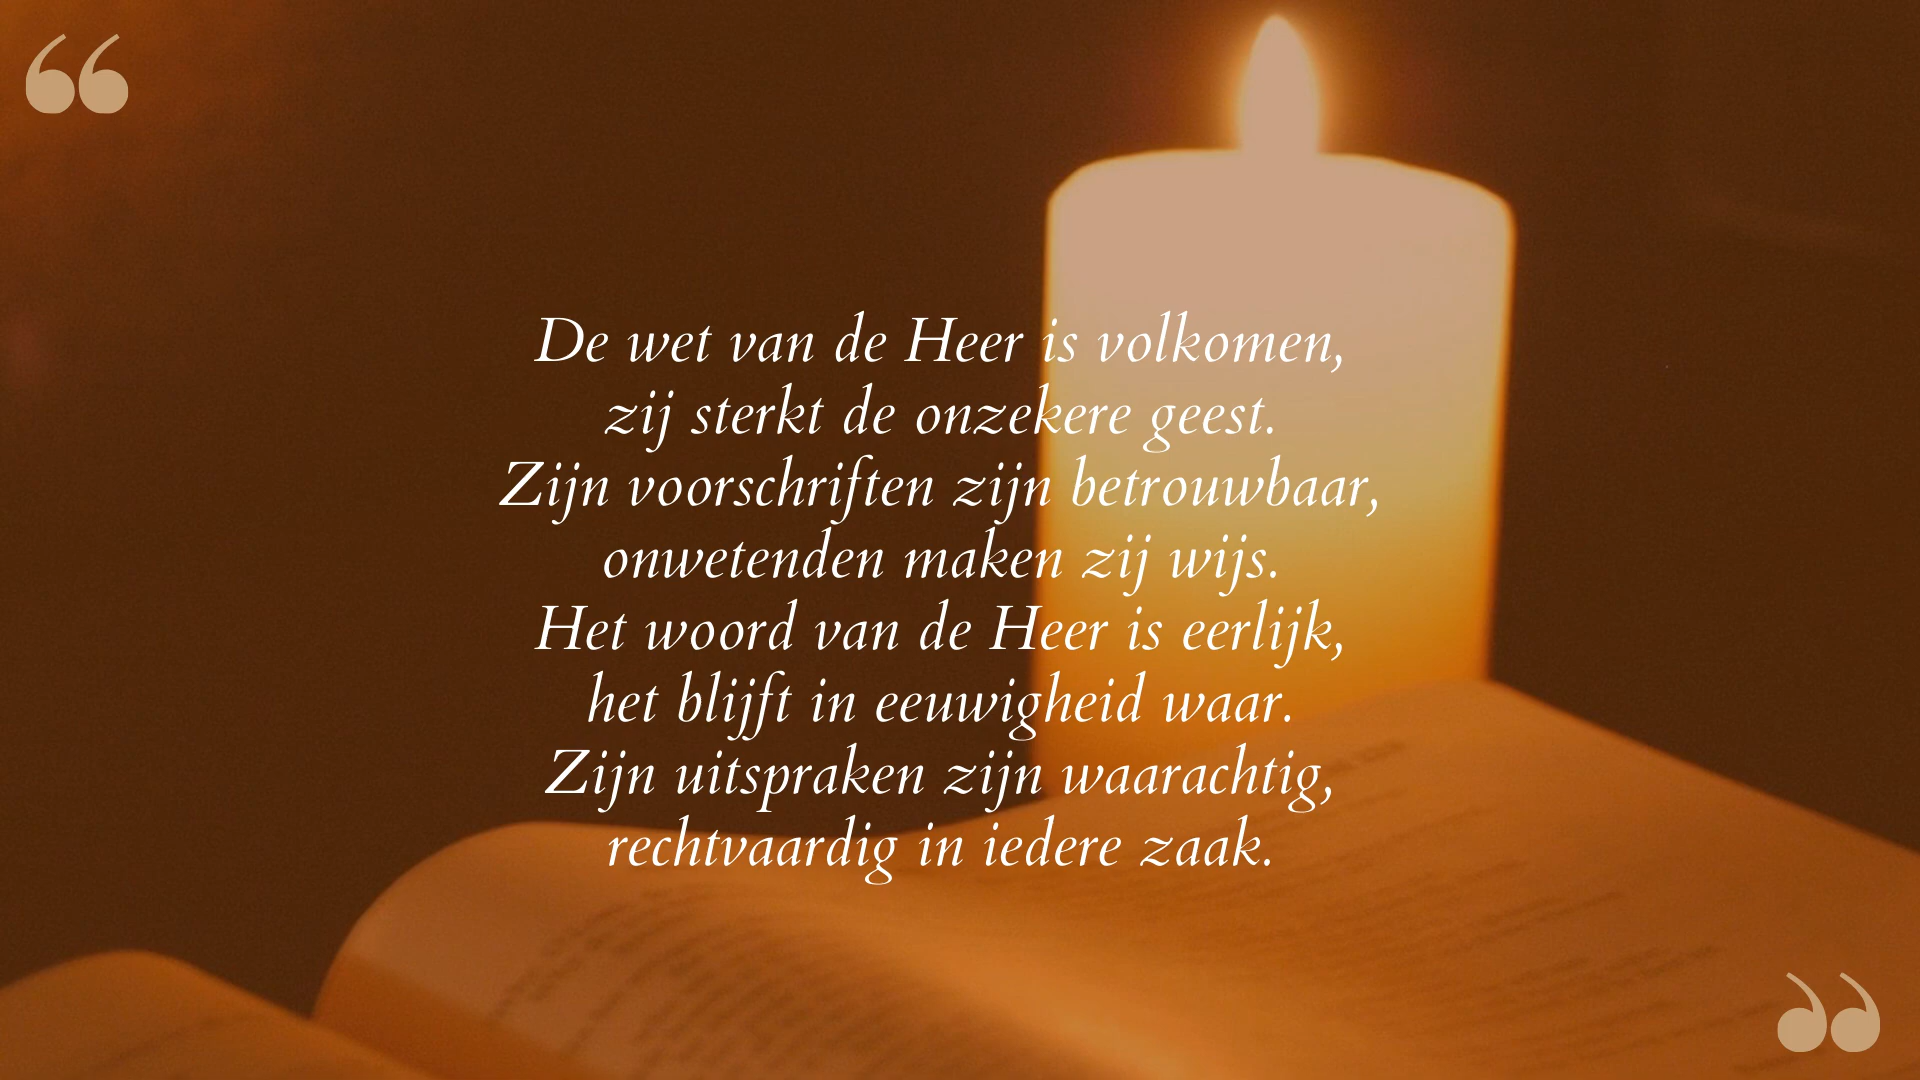 “
De wet van de Heer is volkomen,
zij sterkt de onzekere geest.
Zijn voorschriften zijn betrouwbaar,
onwetenden maken zij wijs.
Het woord van de Heer is eerlijk,
het blijft in eeuwigheid waar.
Zijn uitspraken zijn waarachtig,
rechtvaardig in iedere zaak.
”